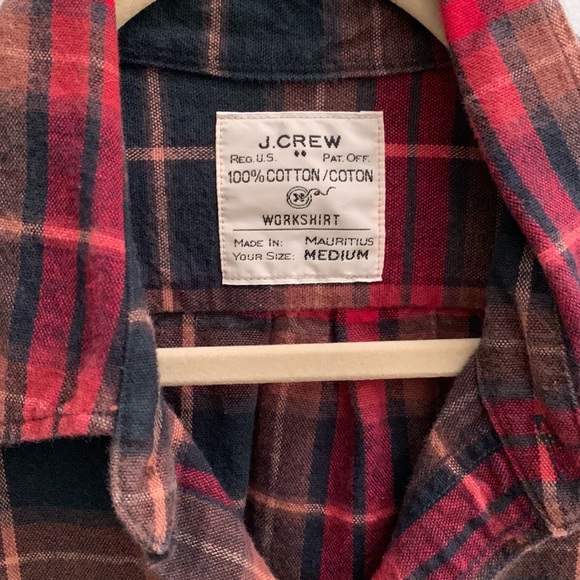 J.CREW
REG. U.S. PAT. OFF.
100% COTTON/COTON
WORKSHIRT
MADE IN: MAURITIUS
YOUR SIZE: MEDIUM